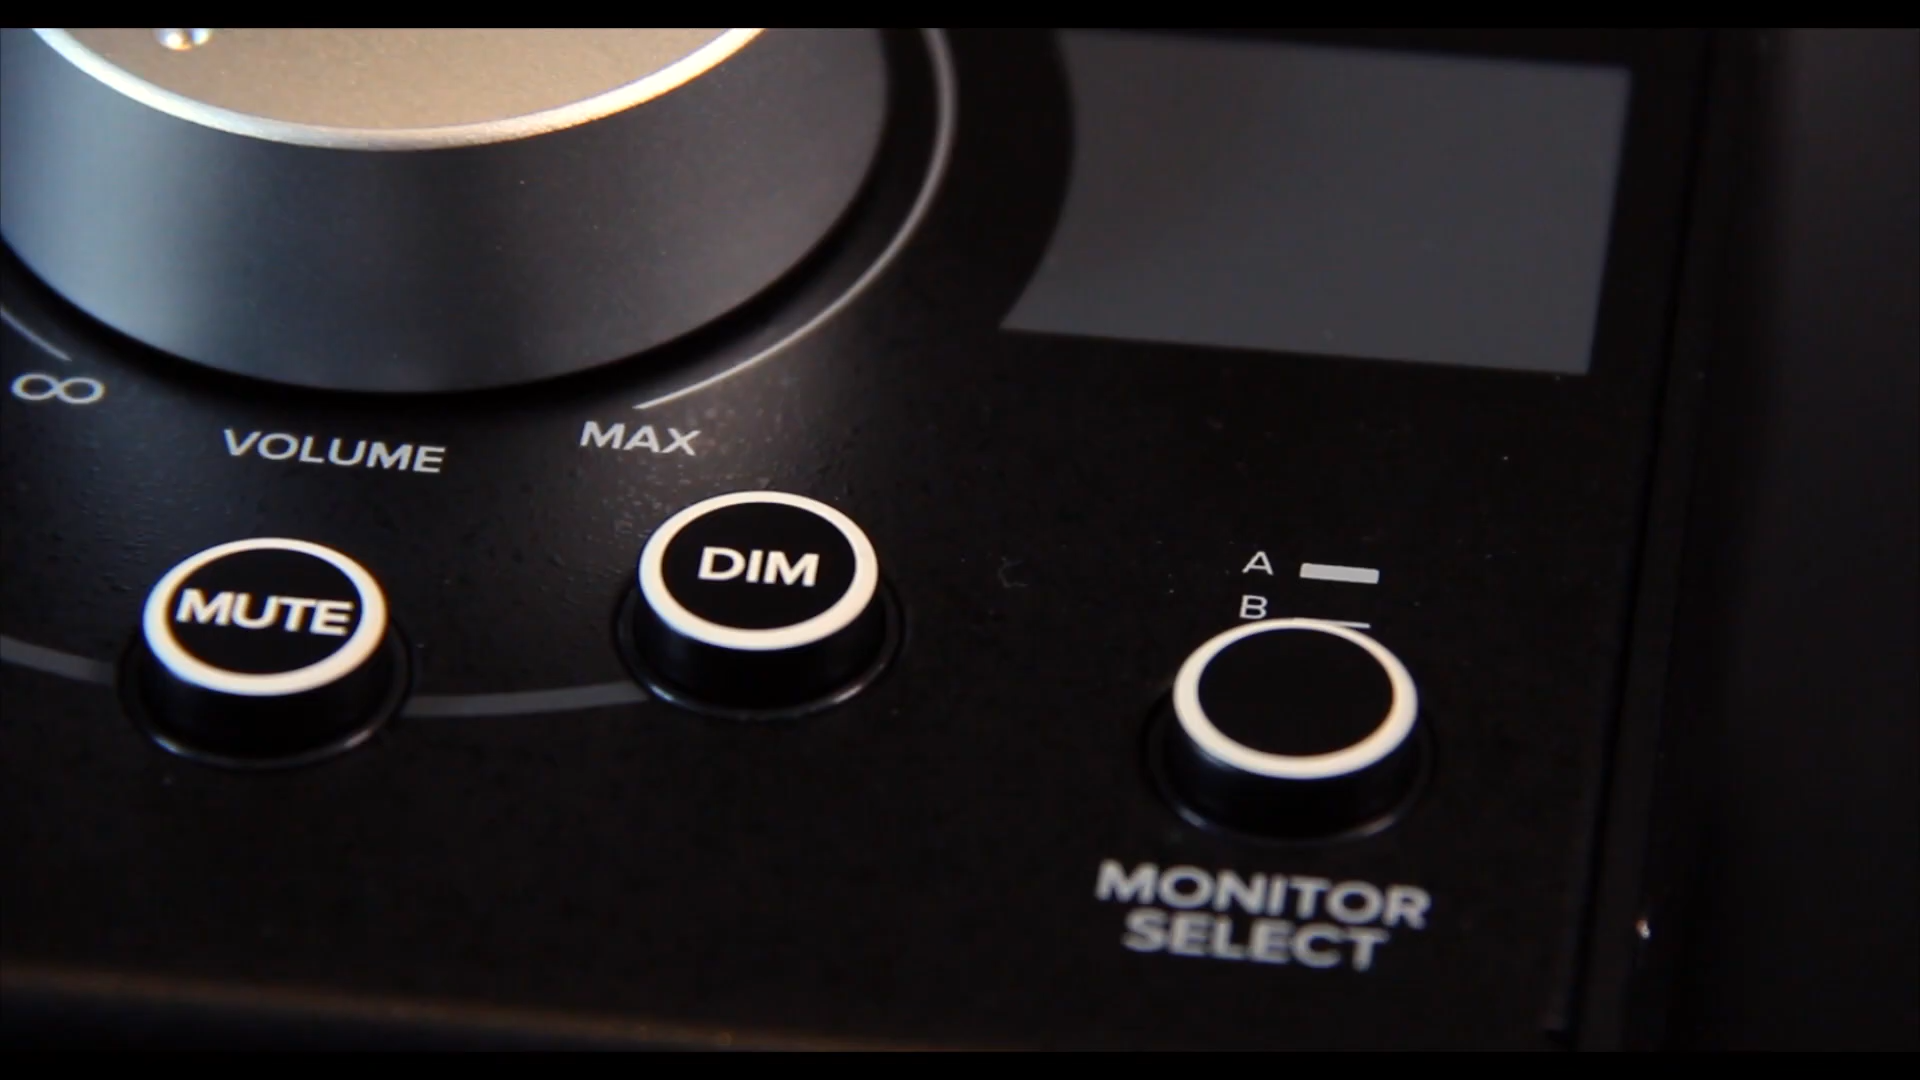 ∞
VOLUME
MAX
MUTE
DIM
A
B
MONITOR
SELECT